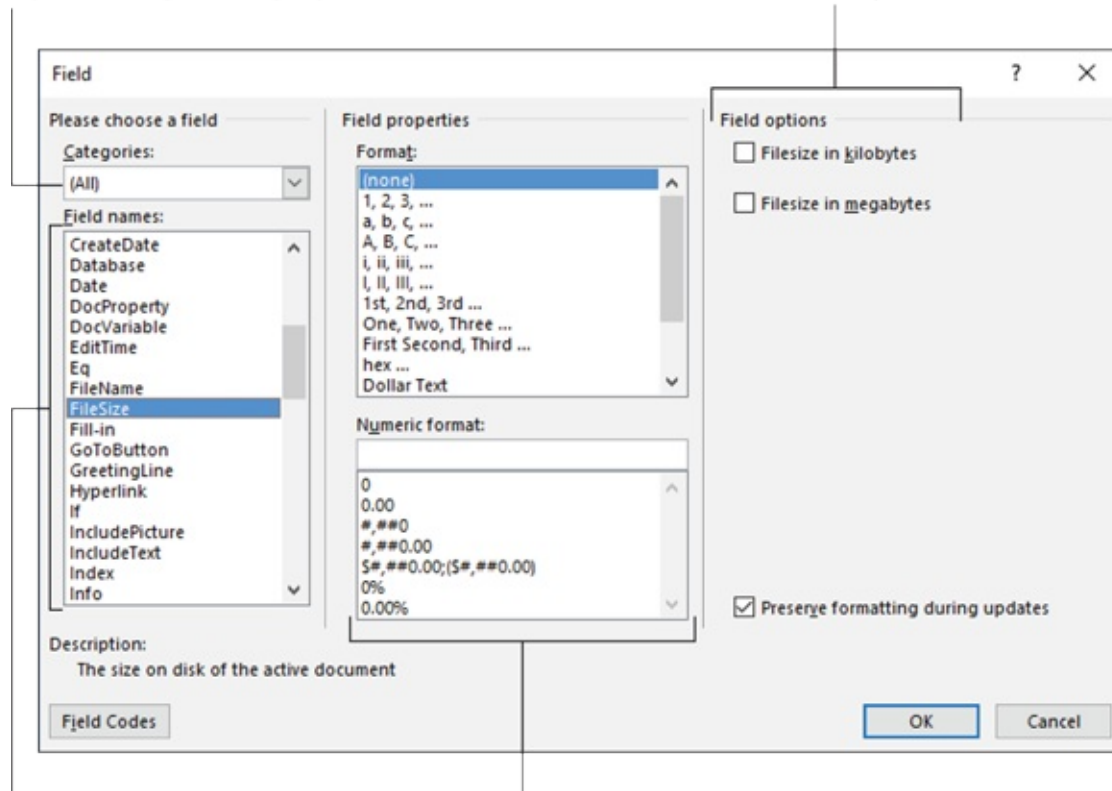 Field
?
Please choose a field
Categories:
(All)
Field names:
CreateDate
Database
Date
DocProperty
DocVariable
EditTime
Eq
FileName
FileSize
Fill-in
GoToButton
GreetingLine
Hyperlink
If
IncludePicture
IncludeText
Index
Info
Description:
The size on disk of the active document
Field Codes
Field properties
Format:
(none)
1, 2, 3, ...
a, b, c, ...
A, B, C, ...
i, ii, iii, ...
I, II, III, ...
1st, 2nd, 3rd ...
One, Two, Three ...
First Second, Third ...
hex ...
Dollar Text
Numeric format:
0
0.00
#,##0
#,##0.00
$#,##0.00;($#,##0.00)
0%
0.00%
Field options
Filesize in kilobytes
Filesize in megabytes
Preserve formatting during updates
OK
Cancel